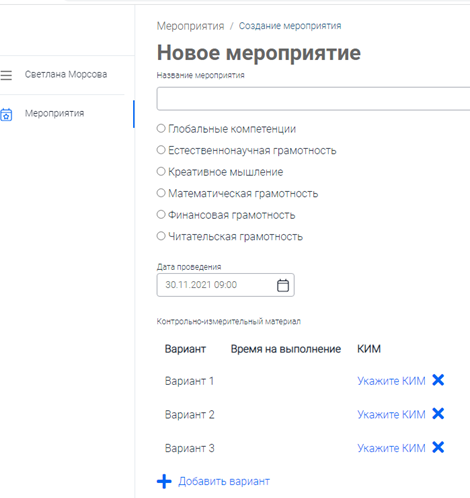 Мероприятия / Создание мероприятия
Новое мероприятие
Светлана Морсова
Название мероприятия
Мероприятия
Глобальные компетенции
Естественнонаучная грамотность
Креативное мышление
Математическая грамотность
Финансовая грамотность
Читательская грамотность
Дата проведения
30.11.2021 09:00
Контрольно-измерительный материал
Вариант Время на выполнение КИМ
Вариант 1 Укажите КИМ
Вариант 2 Укажите КИМ
Вариант 3 Укажите КИМ
Добавить вариант